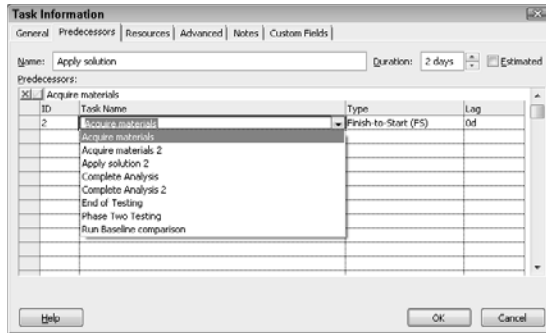 Task Information
General Predecessors Resources Advanced Notes Custom Fields
Name: Apply solution Duration: 2 days Estimated
Predecessors:
Acquire materials
ID Task Name Type Lag
2 Acquire materials Finish-to-Start (FS) 0d
Acquire materials
Acquire materials 2
Apply solution 2
Complete Analysis
Complete Analysis 2
End of Testing
Phase Two Testing
Run Baseline comparison
Help OK Cancel